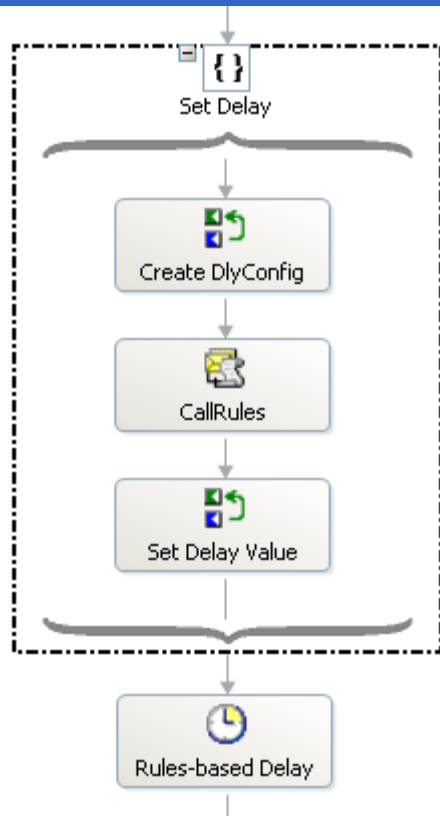 { }
Set Delay
Create DlyConfig
CallRules
Set Delay Value
Rules-based Delay